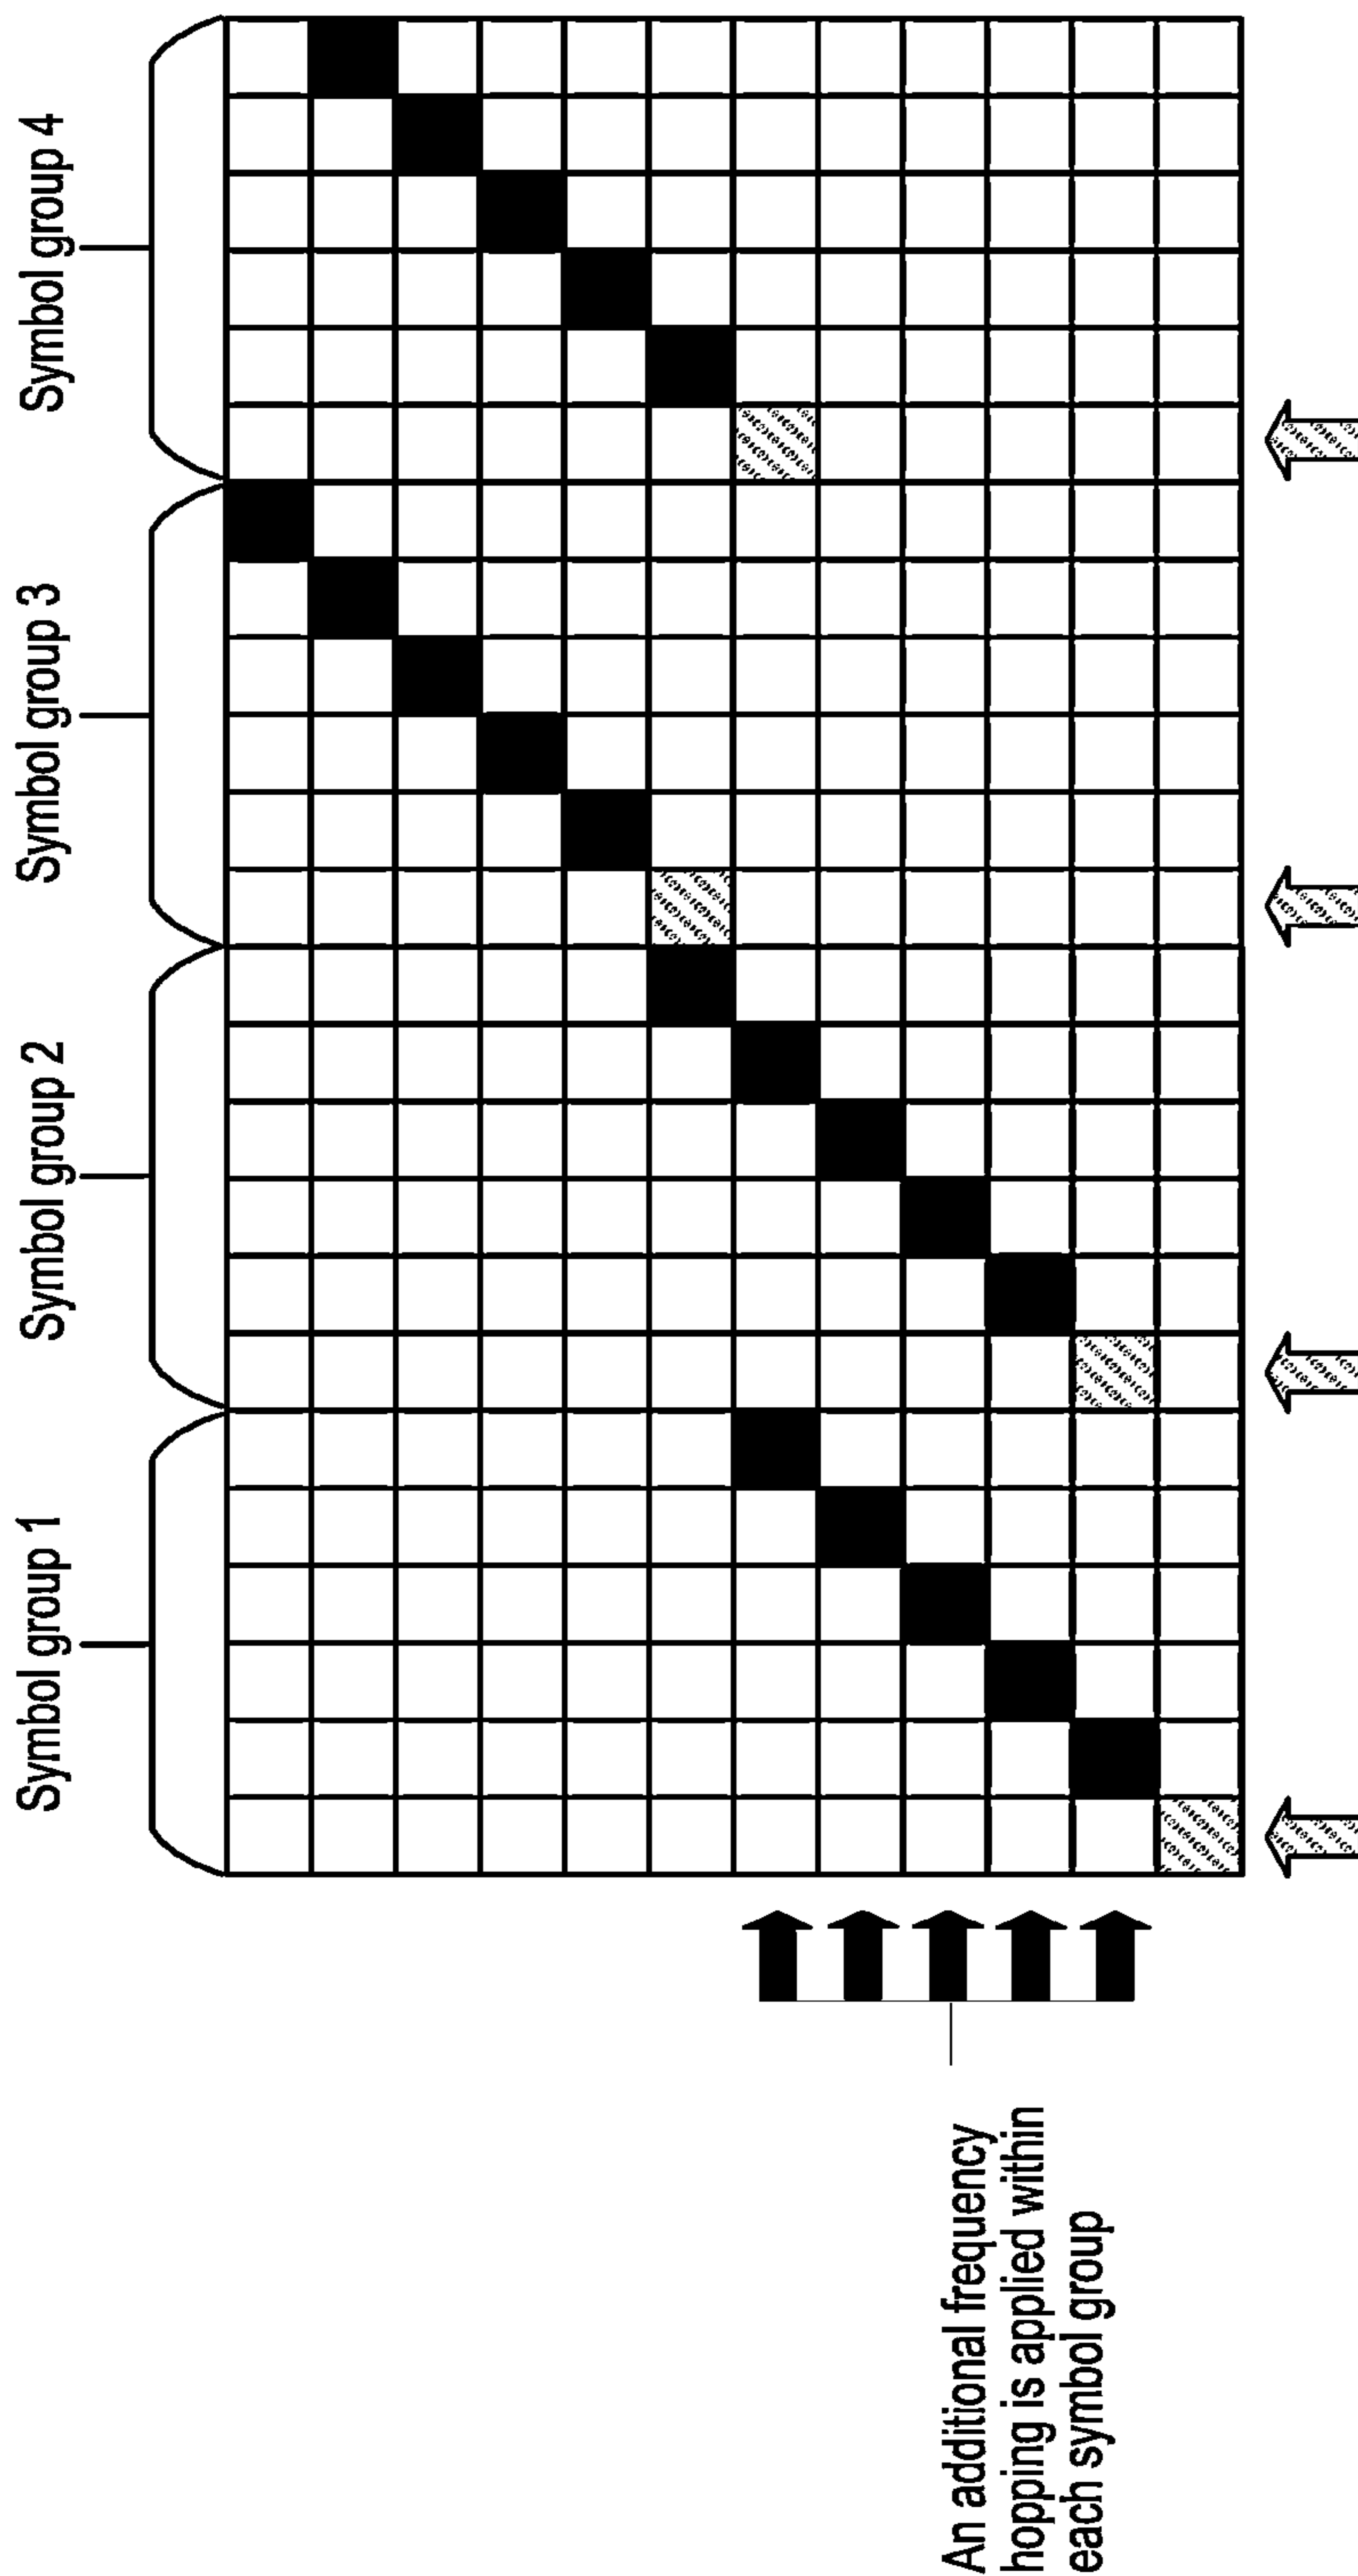 Symbol group 1
Symbol group 2
Symbol group 3
Symbol group 4
An additional frequency
hopping is applied within
each symbol group